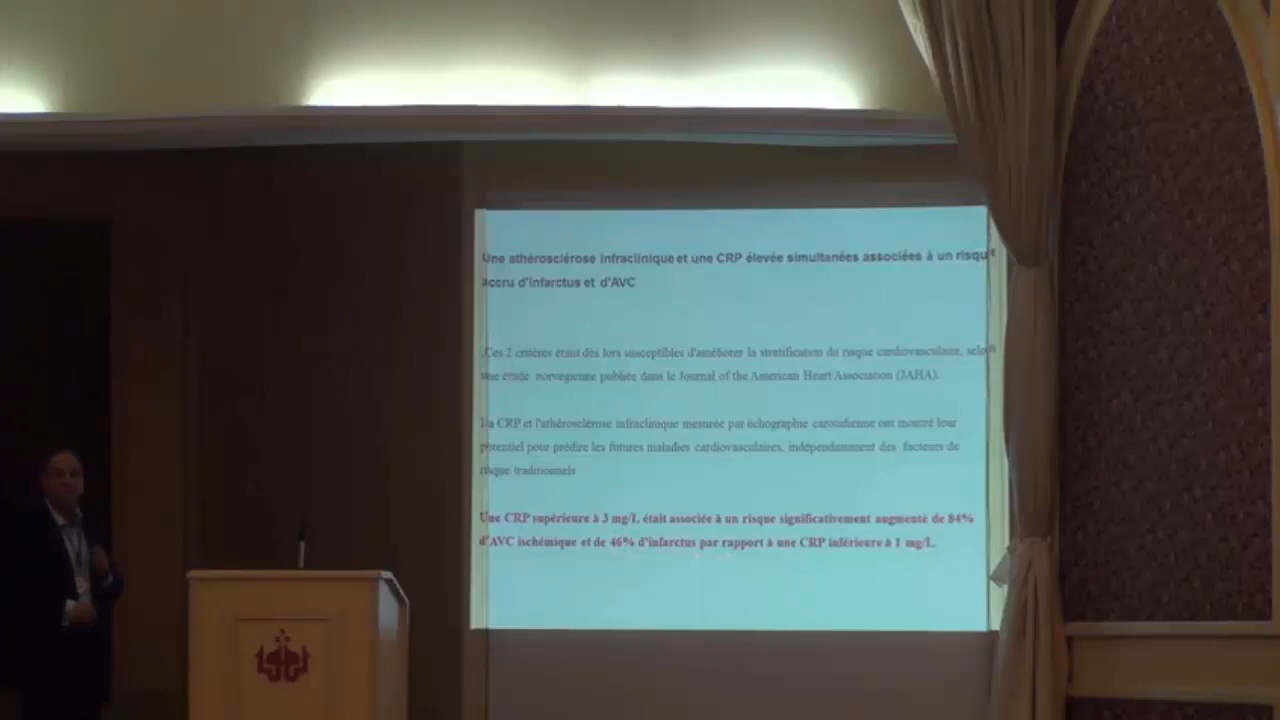 Une athérosclérose infraclinique et une CRP élevée simultanées associées à un risque
accru d'infarctus et d'AVC
.Ces 2 critères étant dès lors susceptibles d'améliorer la stratification du risque cardiovasculaire, selon
une étude norvégienne publiée dans le Journal of the American Heart Association (JAHA).
La CRP et l'athérosclérose infraclinique mesurée par échographie carotidienne ont montré leur
potentiel pour prédire les futures maladies cardiovasculaires, indépendamment des facteurs de
risque traditionnels
Une CRP supérieure à 3 mg/L était associée à un risque significativement augmenté de 84%
d'AVC ischémique et de 46% d'infarctus par rapport à une CRP inférieure à 1 mg/L.